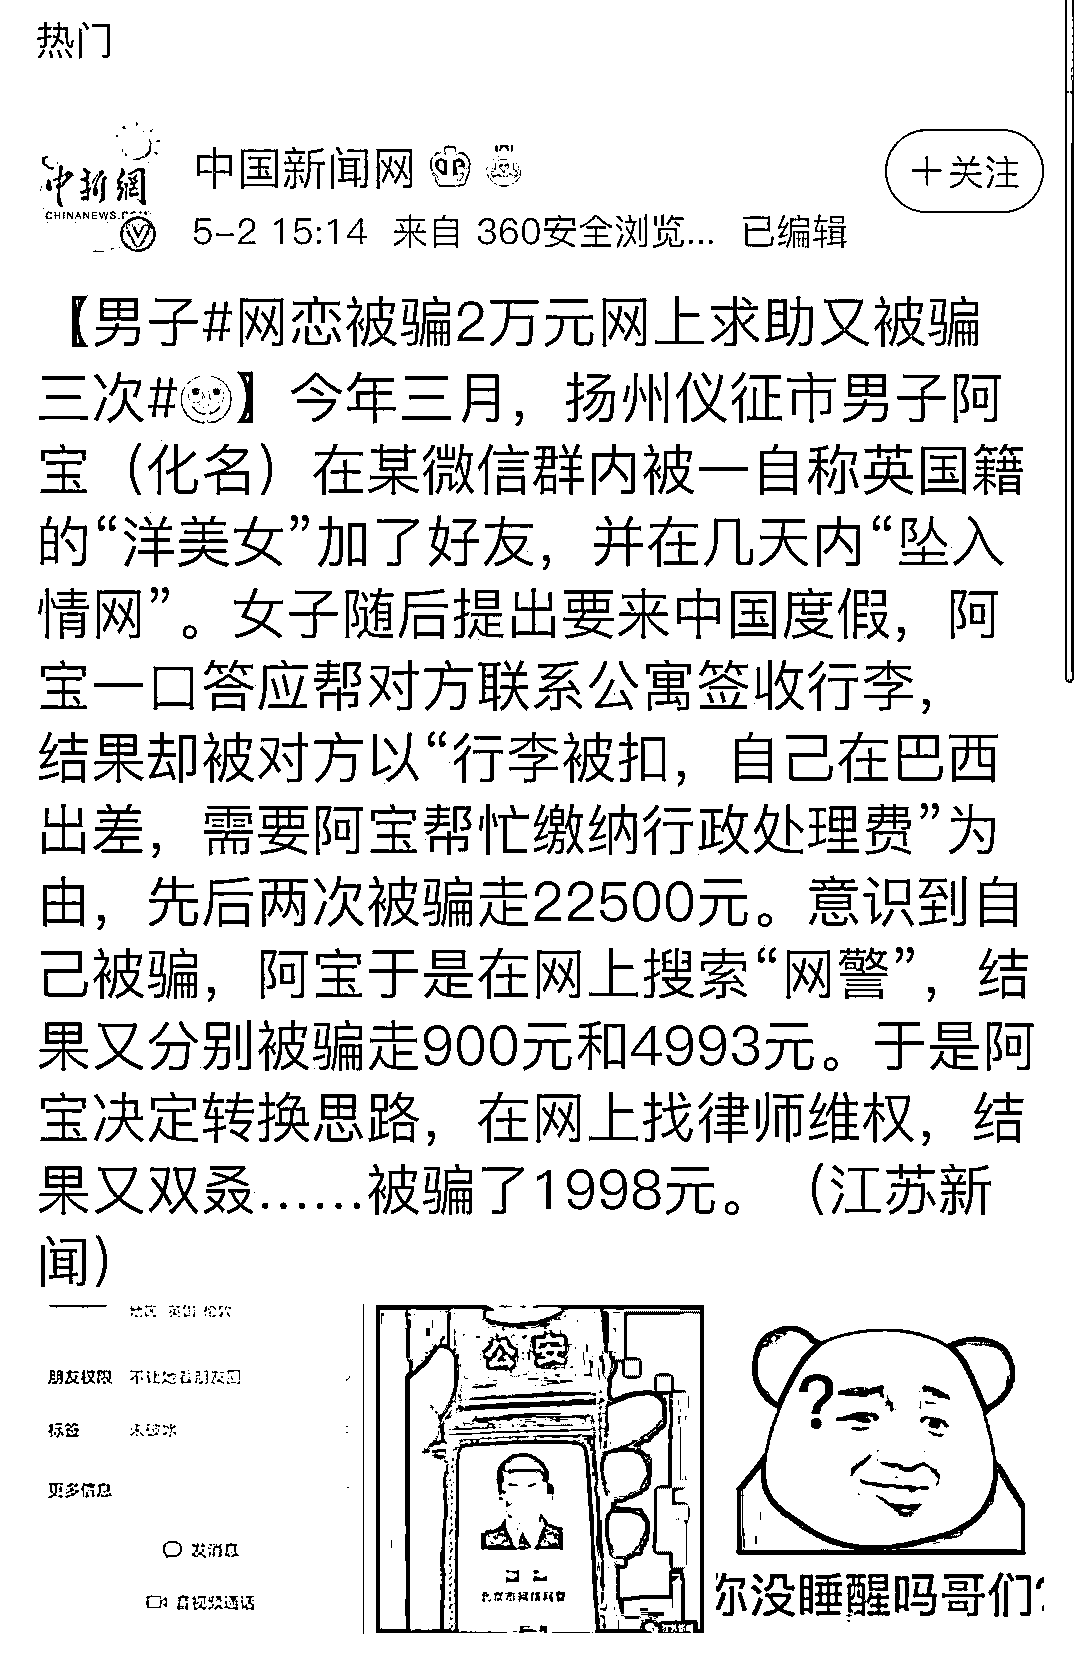 热门
中新網
CHINANEWS.
中国新闻网
+关注
5-2 15:14 来自 360安全浏览... 已编辑
【男子#网恋被骗2万元网上求助又被骗
三次#】今年三月，扬州仪征市男子阿
宝（化名）在某微信群内被一自称英国籍
的“洋美女”加了好友，并在几天内“坠入
情网”。女子随后提出要来中国度假，阿
宝一口答应帮对方联系公寓签收行李，
结果却被对方以“行李被扣，自己在巴西
出差，需要阿宝帮忙缴纳行政处理费”为
由，先后两次被骗走22500元。意识到自
己被骗，阿宝于是在网上搜索“网警”，结
果又分别被骗走900元和4993元。于是阿
宝决定转换思路，在网上找律师维权，结
果又双叒……被骗了1998元。（江苏新
闻）
地区 英国 伦敦
朋友权限 不让她看朋友圈
标签
更多信息
发消息
音视频通话
公安
?
你没睡醒吗哥们?